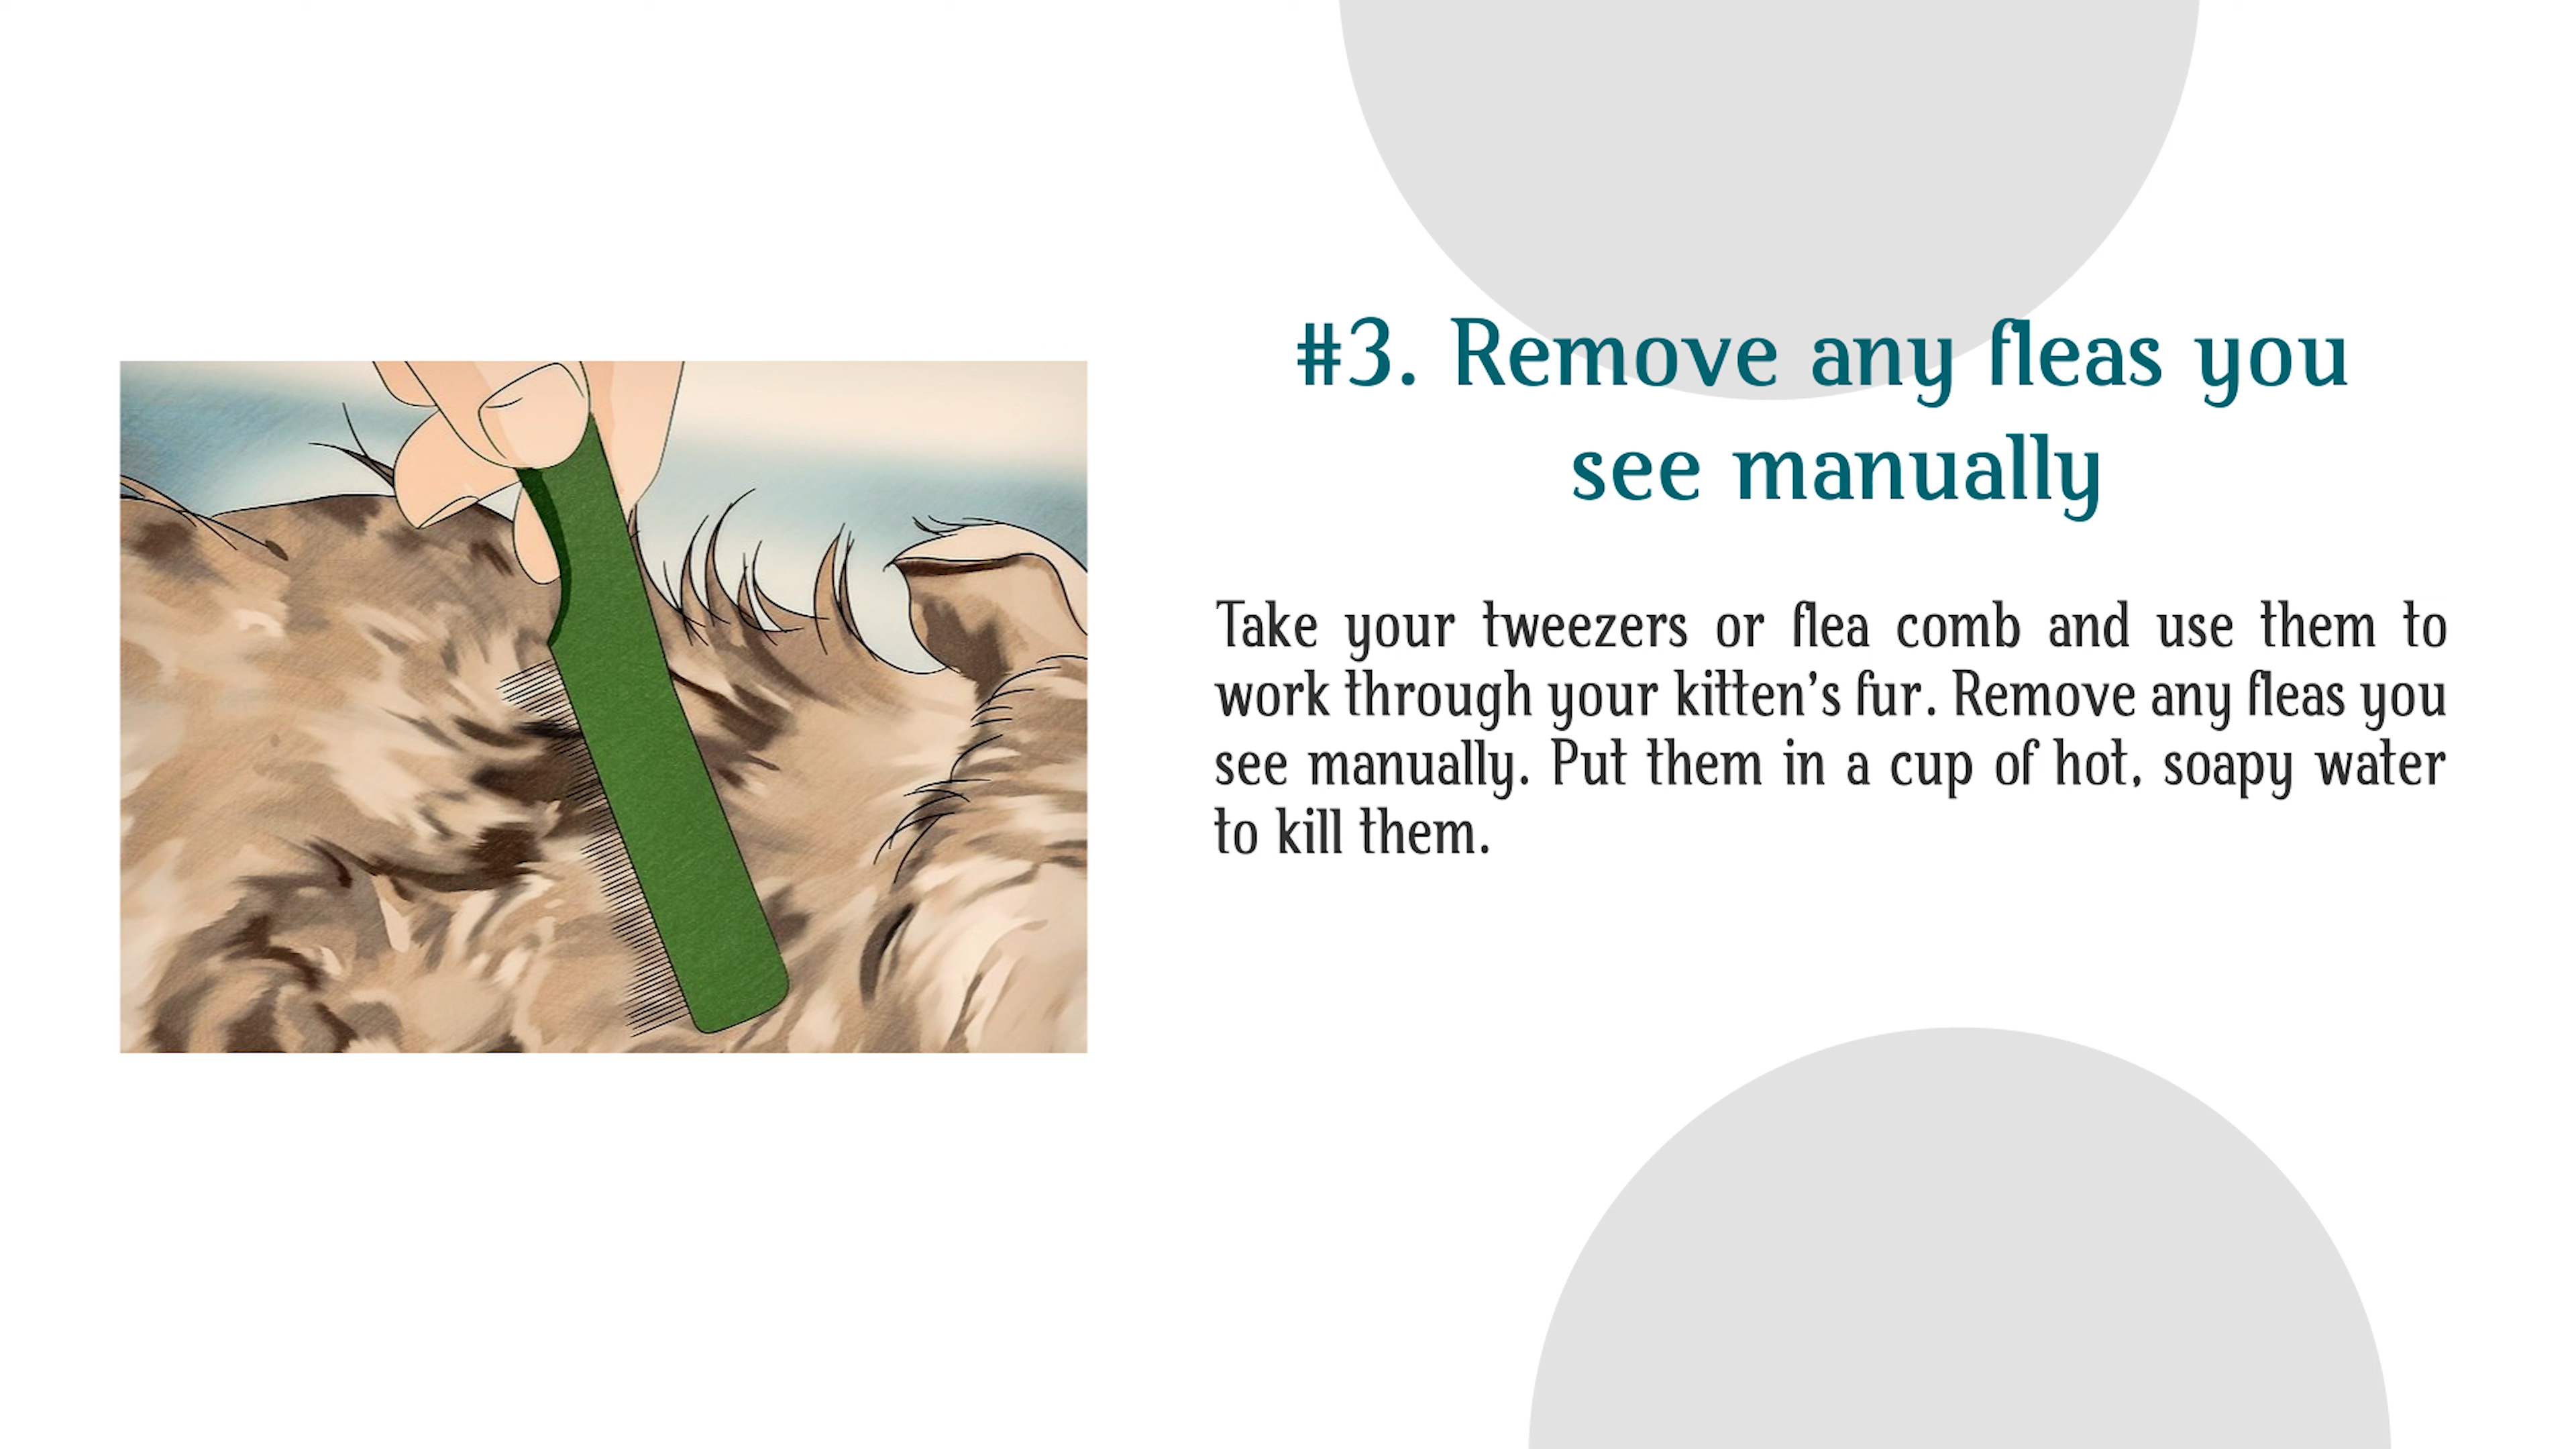 #3. Remove any fleas you
see manually
Take your tweezers or flea comb and use them to
work through your kitten’s fur. Remove any fleas you
see manually. Put them in a cup of hot, soapy water
to kill them.